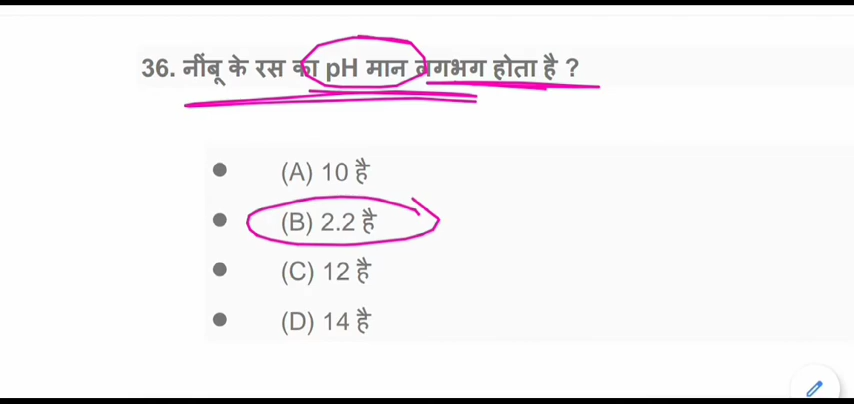 36. नींबू के रस का pH मान लगभग होता है ?
(A) 10 है
(B) 2.2 है
(C) 12 है
(D) 14 है